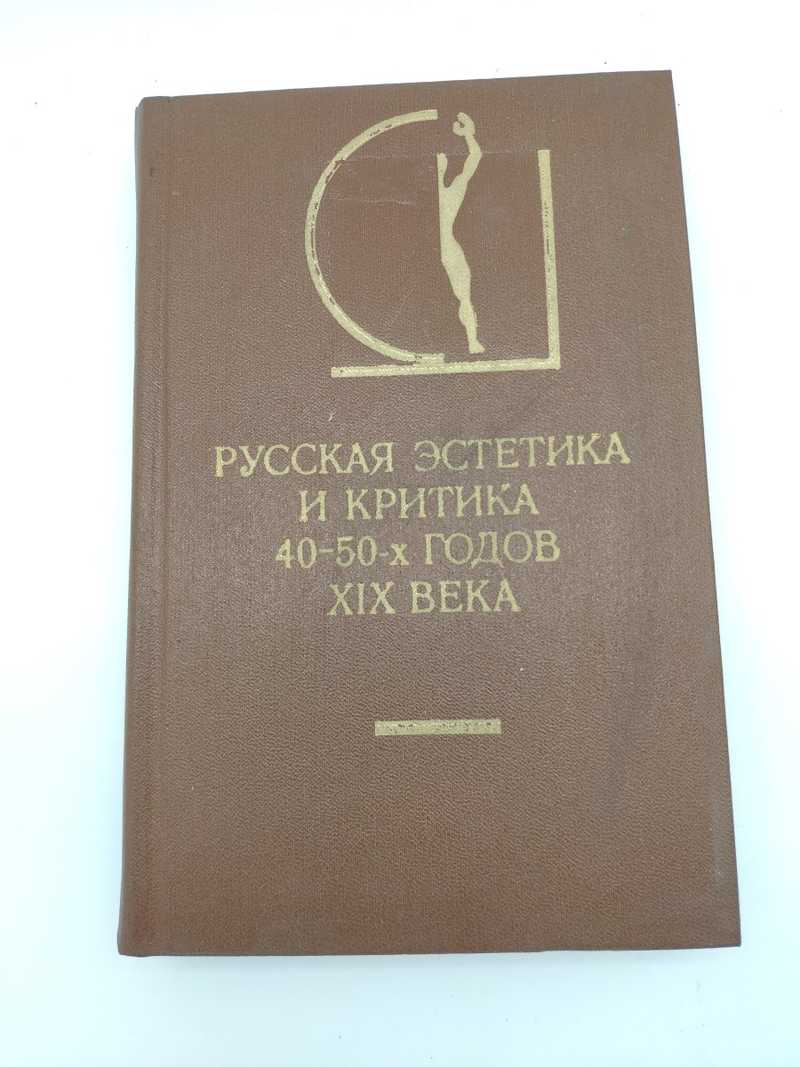 РУССКАЯ ЭСТЕТИКА
И КРИТИКА
40-50-х ГОДОВ
XIX ВЕКА